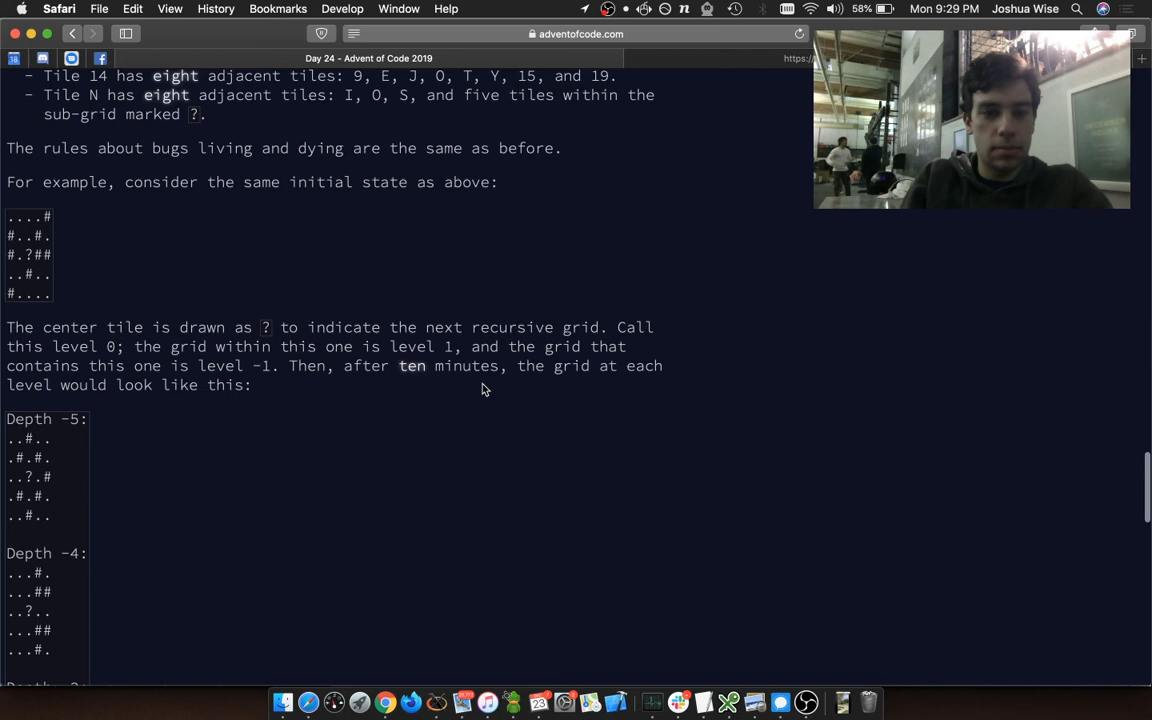 Safari File Edit View History Bookmarks Develop Window Help 58% Mon 9:29 PM Joshua Wise
adventofcode.com
Day 24 - Advent of Code 2019 https:/
- Tile 14 has eight adjacent tiles: 9, E, J, O, T, Y, 15, and 19.
- Tile N has eight adjacent tiles: I, O, S, and five tiles within the
sub-grid marked ?.
The rules about bugs living and dying are the same as before.
For example, consider the same initial state as above:
....#
#..#.
#.?##
..#..
#....
The center tile is drawn as ? to indicate the next recursive grid. Call
this level 0; the grid within this one is level 1, and the grid that
contains this one is level -1. Then, after ten minutes, the grid at each
level would look like this:
Depth -5:
..#..
.#.#.
..?.#
.#.#.
..#..
Depth -4:
...#.
...##
..?..
...##
...#.